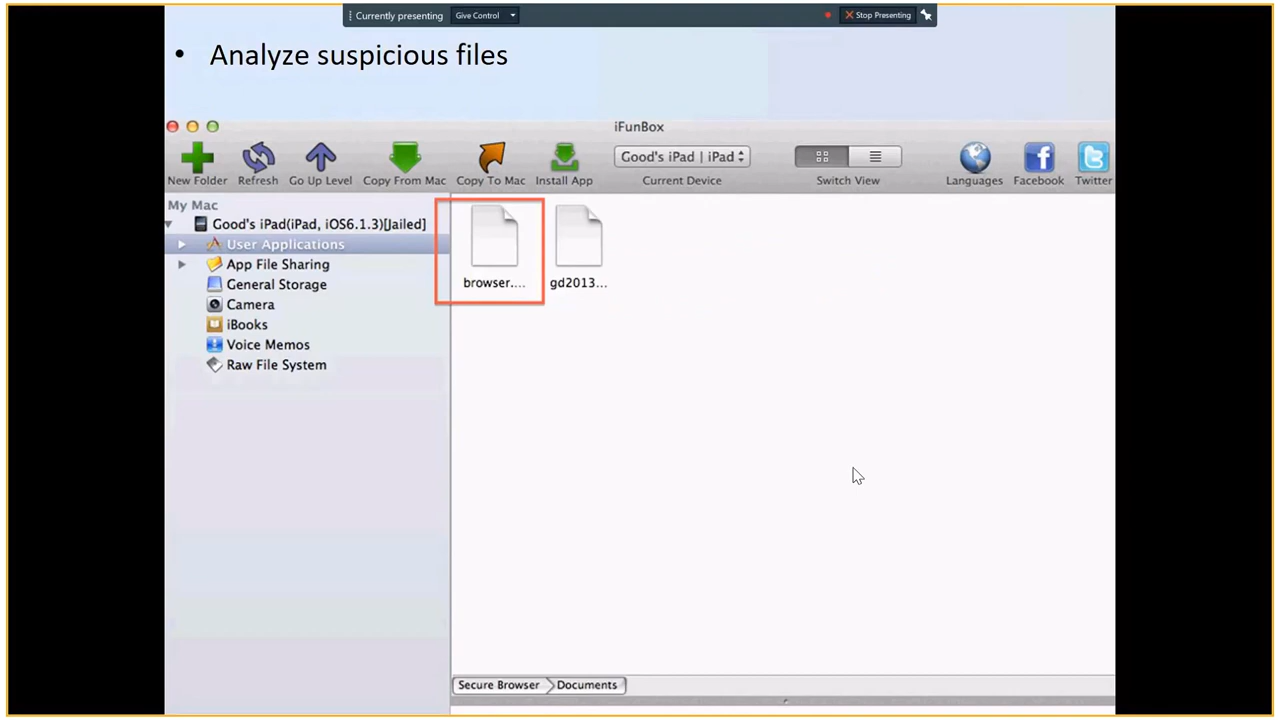 Currently presenting Give Control Stop Presenting
• Analyze suspicious files
iFunBox
Good's iPad | iPad
New Folder Refresh Go Up Level Copy From Mac Copy To Mac Install App Current Device Switch View Languages Facebook Twitter
My Mac
Good's iPad(iPad, iOS6.1.3)[Jailed]
User Applications
App File Sharing
General Storage
Camera
iBooks
Voice Memos
Raw File System
browser.... gd2013...
Secure Browser Documents